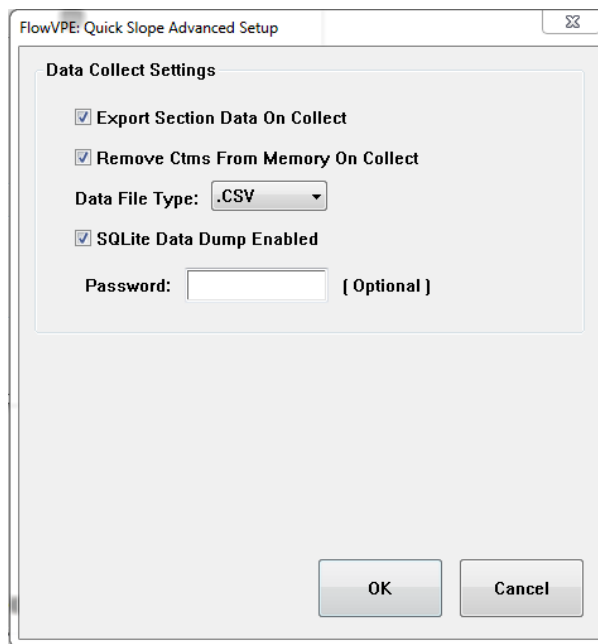 FlowVPE: Quick Slope Advanced Setup
Data Collect Settings
Export Section Data On Collect
Remove Ctms From Memory On Collect
Data File Type: .CSV
SQLite Data Dump Enabled
Password: ( Optional )
OK Cancel